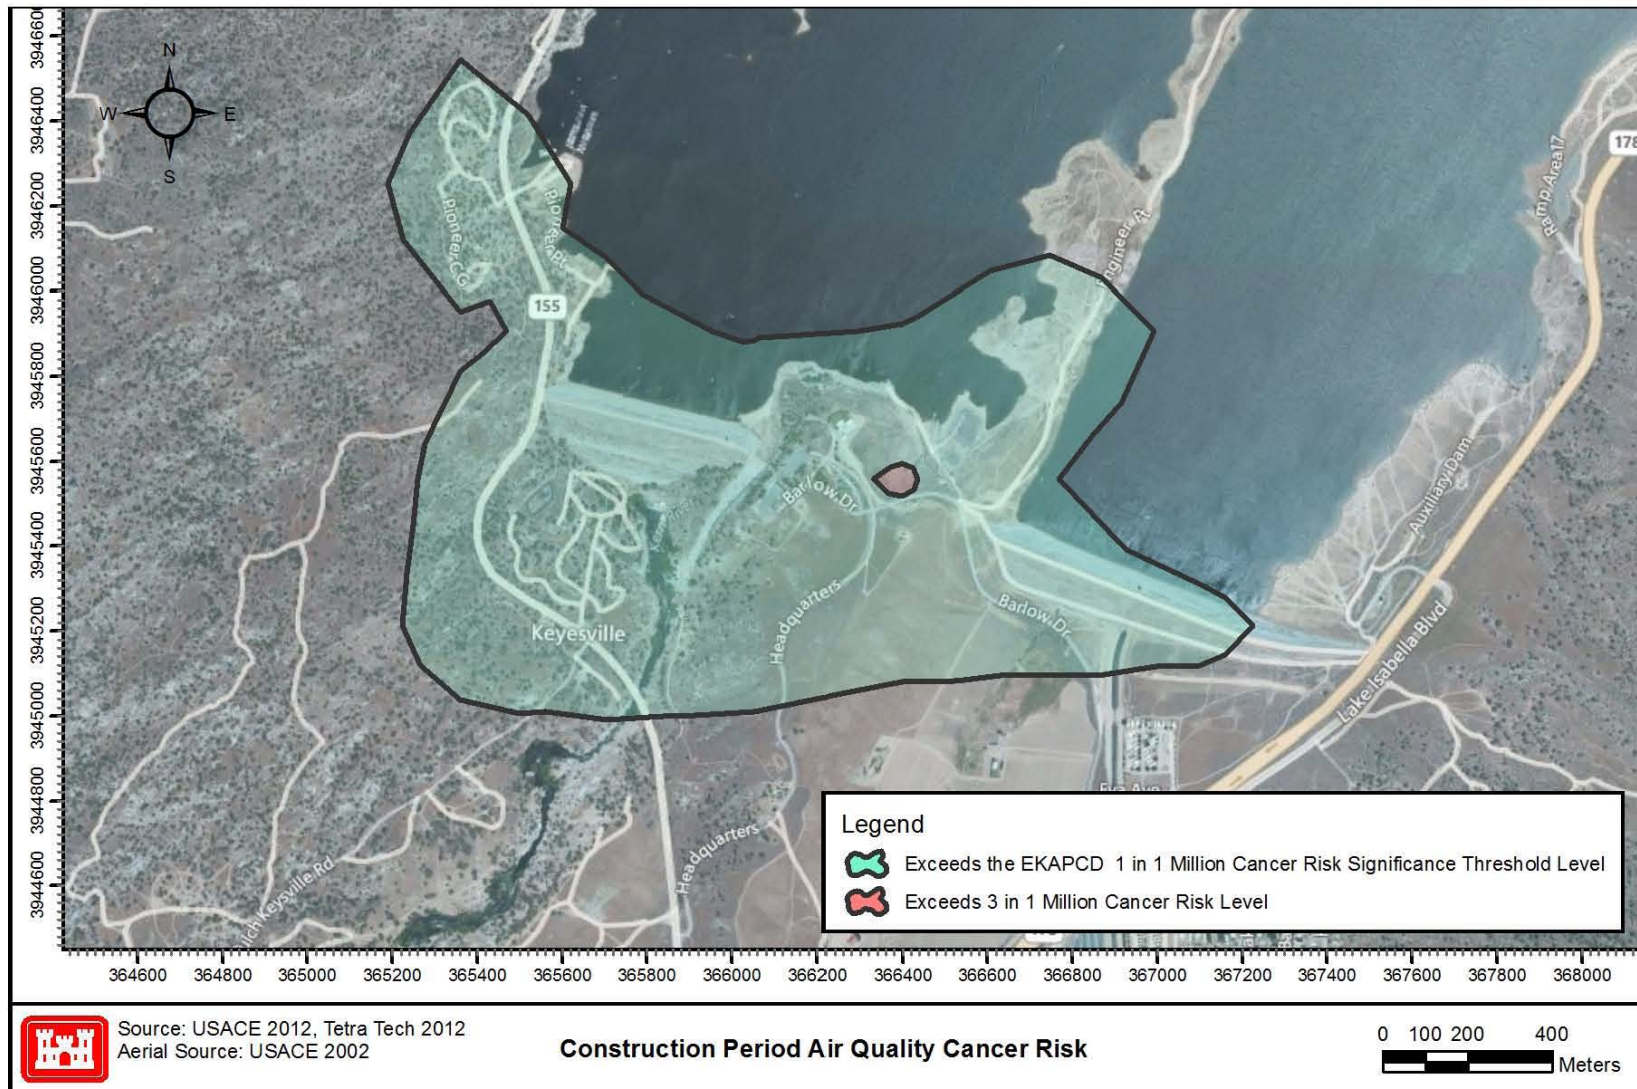 N
W E
S
3946600
3946400
3946200
3946000
3945800
3945600
3945400
3945200
3945000
3944800
3944600
178
Ramp Area17
Pioneer C.G
Pioneer Pt
155
Engineer Pt
Barlow Dr
Auxiliary Dam
Headquarters
Barlow Dr
Keyesville
Lake Isabella Blvd
Eva Ave
Headquarters
Keysville Rd
Legend
Exceeds the EKAPCD 1 in 1 Million Cancer Risk Significance Threshold Level
Exceeds 3 in 1 Million Cancer Risk Level
364600 364800 365000 365200 365400 365600 365800 366000 366200 366400 366600 366800 367000 367200 367400 367600 367800 368000
Source: USACE 2012, Tetra Tech 2012
Aerial Source: USACE 2002
Construction Period Air Quality Cancer Risk
0 100 200 400
Meters